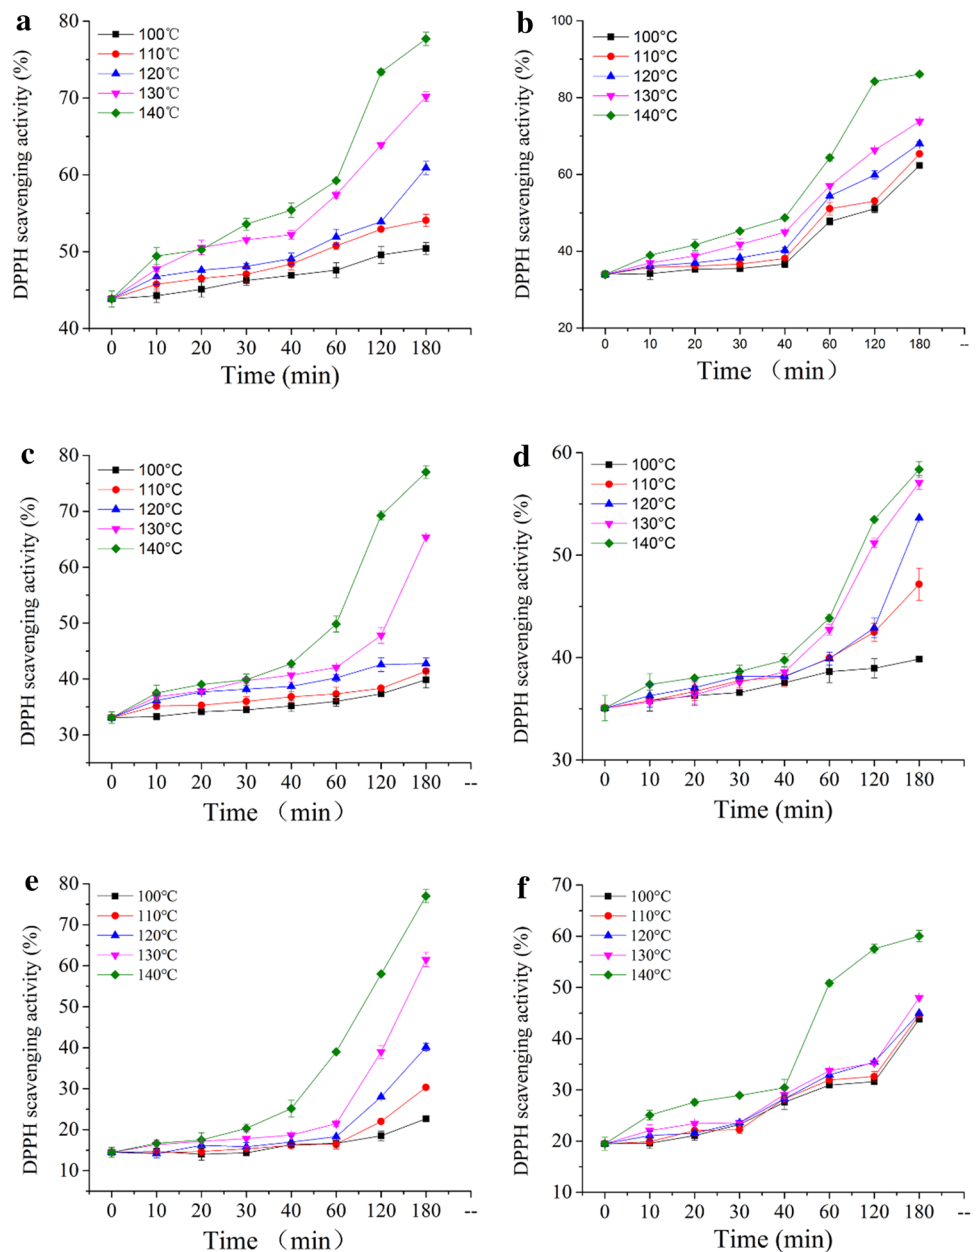 a
DPPH scavenging activity (%)
80
70
60
50
40
100℃
110℃
120℃
130℃
140℃
0 10 20 30 40 60 120 180
Time (min)
b
DPPH scavenging activity (%)
100
80
60
40
20
100°C
110°C
120°C
130°C
140°C
0 10 20 30 40 60 120 180 --
Time （min）
c
DPPH scavenging activity (%)
80
70
60
50
40
30
100°C
110°C
120°C
130°C
140°C
0 10 20 30 40 60 120 180 --
Time （min）
d
DPPH scavenging activity (%)
60
50
40
30
100°C
110°C
120°C
130°C
140°C
0 10 20 30 40 60 120 180
Time (min)
e
DPPH scavenging activity (%)
80
70
60
50
40
30
20
10
100°C
110°C
120°C
130°C
140°C
0 10 20 30 40 60 120 180 --
Time （min）
f
DPPH scavenging activity (%)
70
60
50
40
30
20
10
100°C
110°C
120°C
130°C
140°C
0 10 20 30 40 60 120 180 --
Time (min)